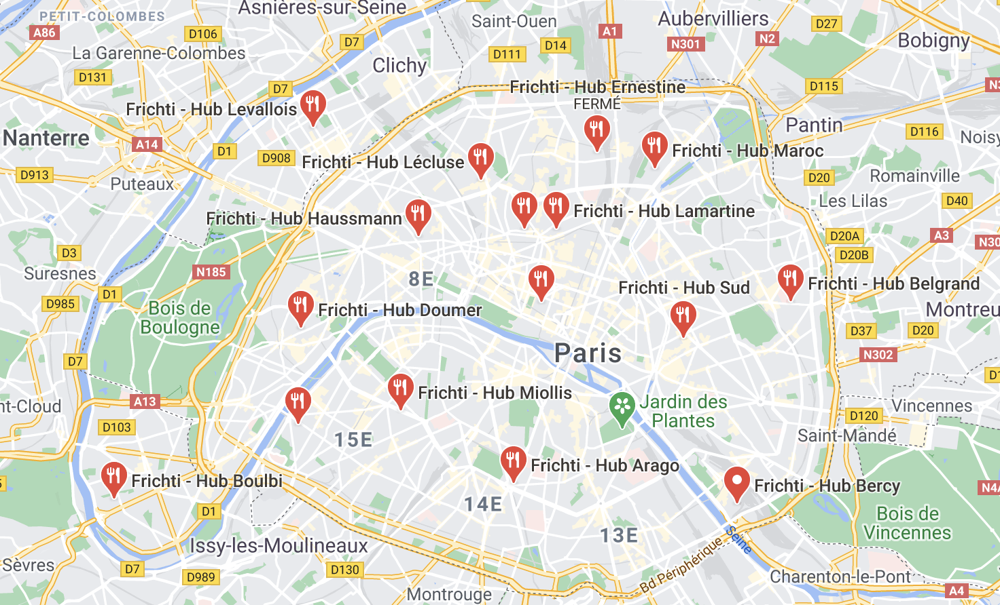 PETIT-COLOMBES
Asnières-sur-Seine
Saint-Ouen
Aubervilliers
D27
A86
D106
D7
A1
N301
N2
Bobigny
La Garenne-Colombes
D111
D14
Clichy
D131
D7
Frichti - Hub Ernestine
FERMÉ
D115
Frichti - Hub Levallois
Nanterre
A14
D1
D908
Pantin
D116
Noisy
Frichti - Hub Lécluse
Frichti - Hub Maroc
D913
Puteaux
D20
Romainville
Les Lilas
D40
Frichti - Hub Haussmann
Frichti - Hub Lamartine
D20A
A3
D20B
D3
Suresnes
N185
8E
D1
D985
Bois de
Boulogne
Frichti - Hub Doumer
Frichti - Hub Sud
Frichti - Hub Belgrand
Montreu
D37
D20
Paris
N302
D7
A13
nt-Cloud
D103
Frichti - Hub Miollis
15E
Jardin des
Plantes
D120
Vincennes
Saint-Mandé
Frichti - Hub Boulbi
Frichti - Hub Arago
Frichti - Hub Bercy
D1
14E
13E
Bois de
Vincennes
Issy-les-Moulineaux
Seine
Bd Périphérique
Sèvres
D7
D989
D130
Montrouge
Charenton-le-Pont
A4